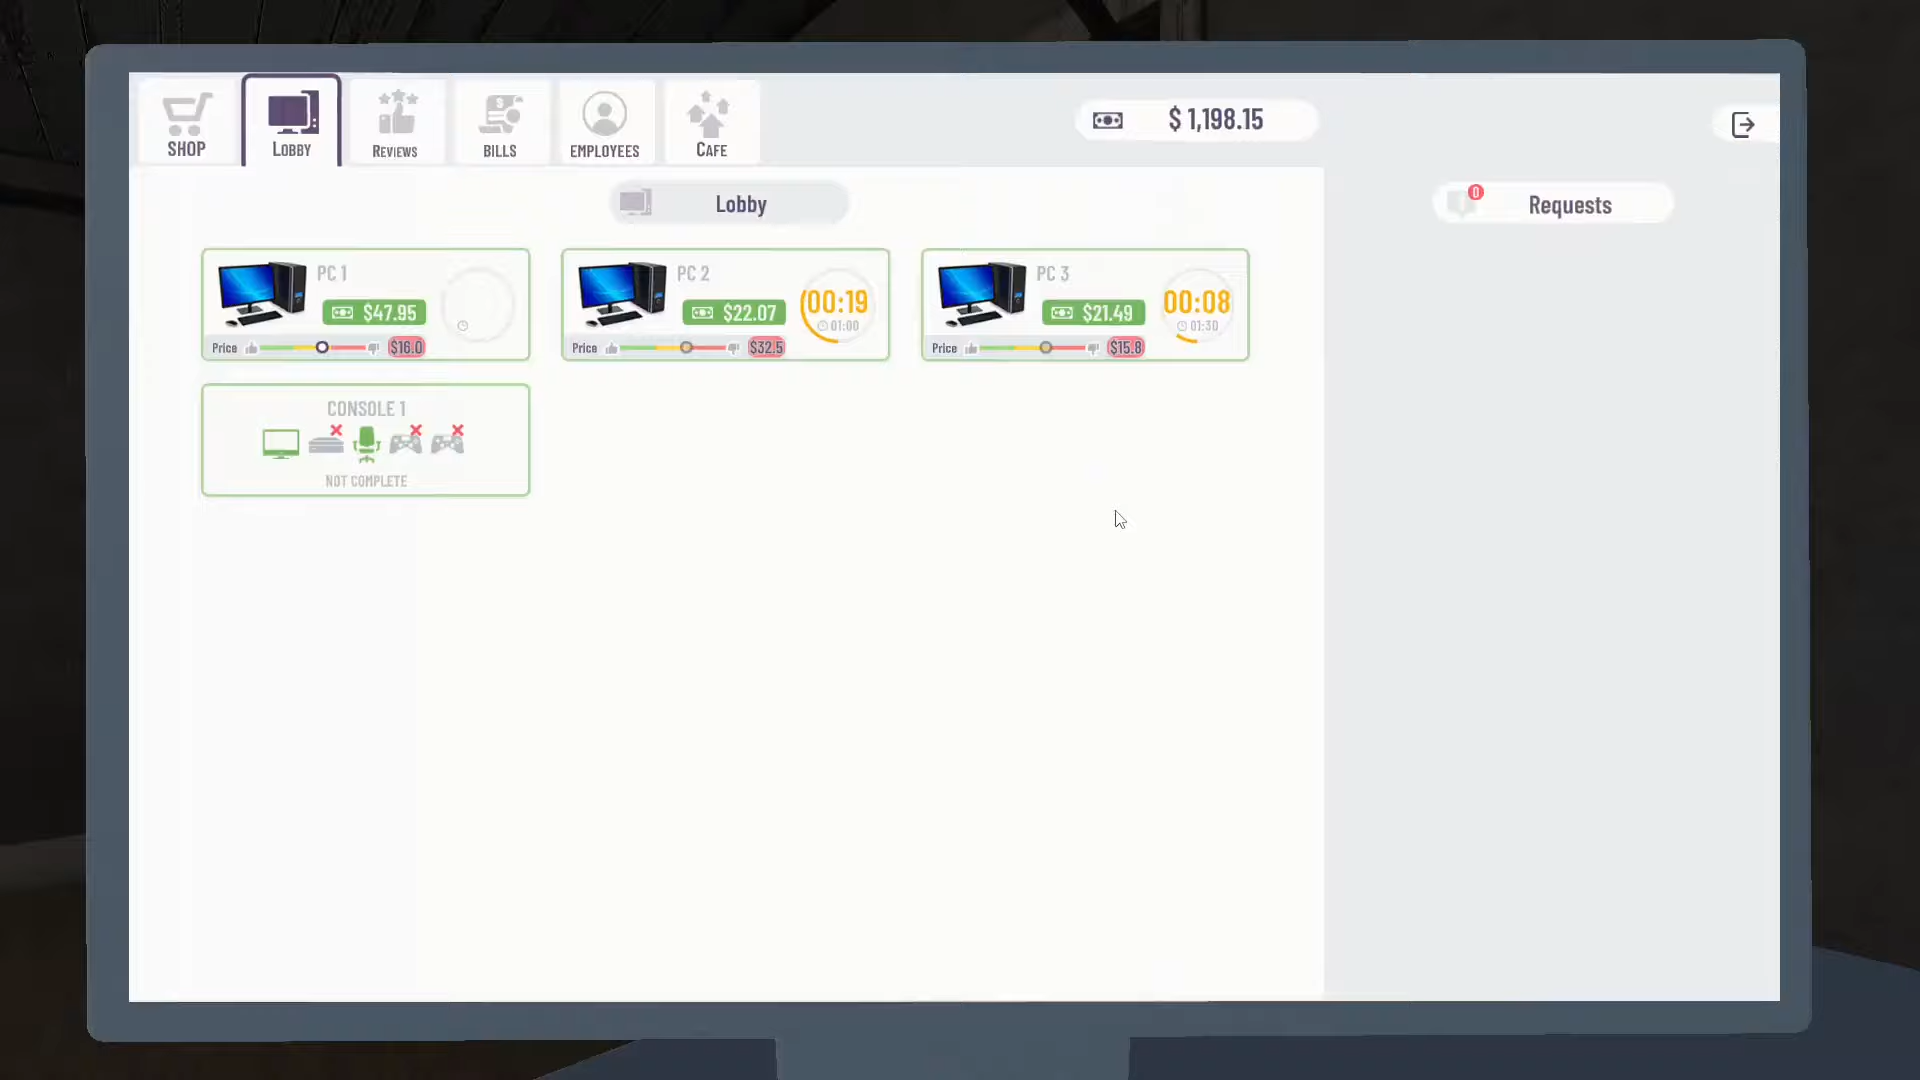 SHOP
LOBBY
REVIEWS
BILLS
EMPLOYEES
CAFE
$ 1,198.15
Lobby
0
Requests
PC 1
$47.95
Price
$16.0
PC 2
$22.07
00:19
01:00
Price
$32.5
PC 3
$21.49
00:08
01:30
Price
$15.8
CONSOLE 1
NOT COMPLETE